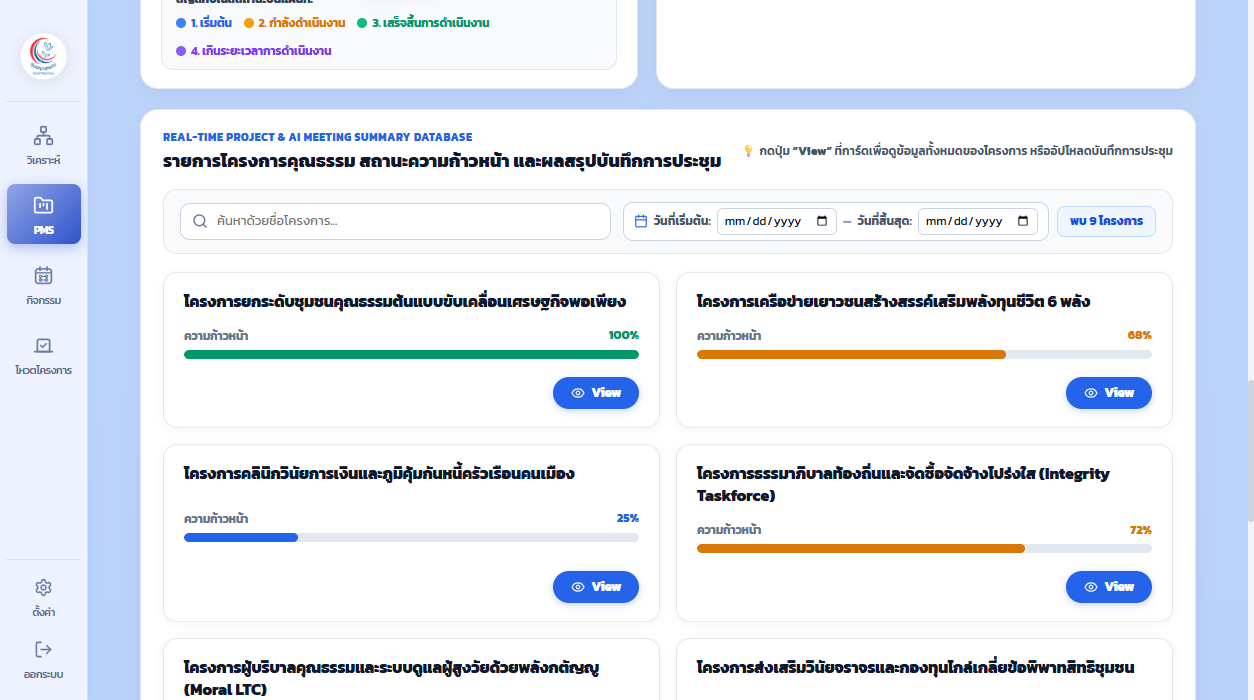 1. เริ่มต้น
2. กำลังดำเนินงาน
3. เสร็จสิ้นการดำเนินงาน
4. เกินระยะเวลาการดำเนินงาน
วิเคราะห์
PMS
กิจกรรม
โหวตโครงการ
ตั้งค่า
ออกระบบ
REAL-TIME PROJECT & AI MEETING SUMMARY DATABASE
รายการโครงการคุณธรรม สถานะความก้าวหน้า และผลสรุปบันทึกการประชุม
กดปุ่ม "View" ที่การ์ดเพื่อดูข้อมูลทั้งหมดของโครงการ หรืออัปโหลดบันทึกการประชุม
ค้นหาด้วยชื่อโครงการ...
วันที่เริ่มต้น: mm/dd/yyyy – วันที่สิ้นสุด: mm/dd/yyyy
พบ 9 โครงการ
โครงการยกระดับชุมชนคุณธรรมต้นแบบขับเคลื่อนเศรษฐกิจพอเพียง
ความก้าวหน้า 100%
View
โครงการเครือข่ายเยาวชนสร้างสรรค์เสริมพลังทุนชีวิต 6 พลัง
ความก้าวหน้า 68%
View
โครงการคลินิกวินัยการเงินและภูมิคุ้มกันหนี้ครัวเรือนคนเมือง
ความก้าวหน้า 25%
View
โครงการธรรมาภิบาลท้องถิ่นและจัดซื้อจัดจ้างโปร่งใส (Integrity
Taskforce)
ความก้าวหน้า 72%
View
โครงการผู้บริบาลคุณธรรมและระบบดูแลผู้สูงวัยด้วยพลังกตัญญู
(Moral LTC)
โครงการส่งเสริมวินัยจราจรและกองทุนไกล่เกลี่ยข้อพิพาทสิทธิชุมชน